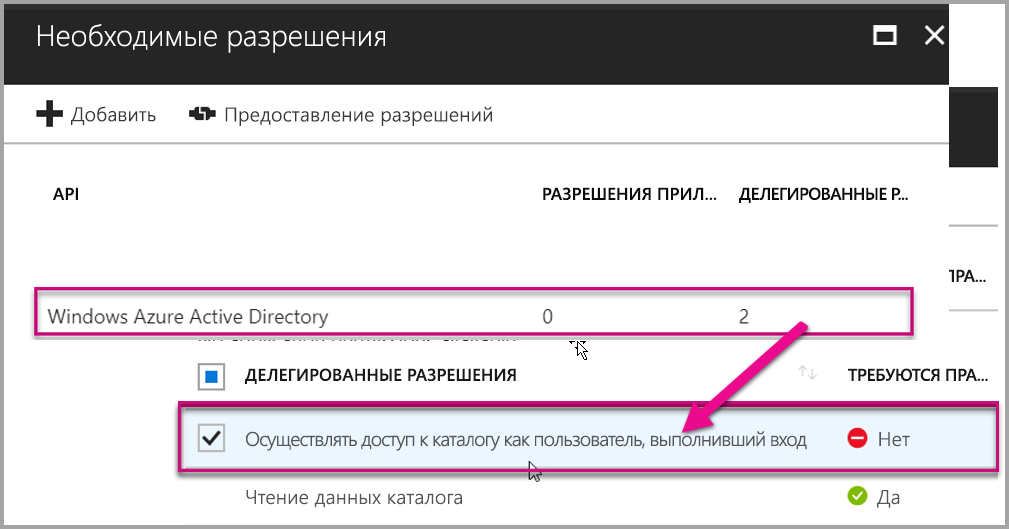 Необходимые разрешения
Добавить Предоставление разрешений
API РАЗРЕШЕНИЯ ПРИЛ... ДЕЛЕГИРОВАННЫЕ Р...
ПРА...
Windows Azure Active Directory 0 2
ДЕЛЕГИРОВАННЫЕ РАЗРЕШЕНИЯ ТРЕБУЮТСЯ ПРА...
Осуществлять доступ к каталогу как пользователь, выполнивший вход Нет
Чтение данных каталога Да